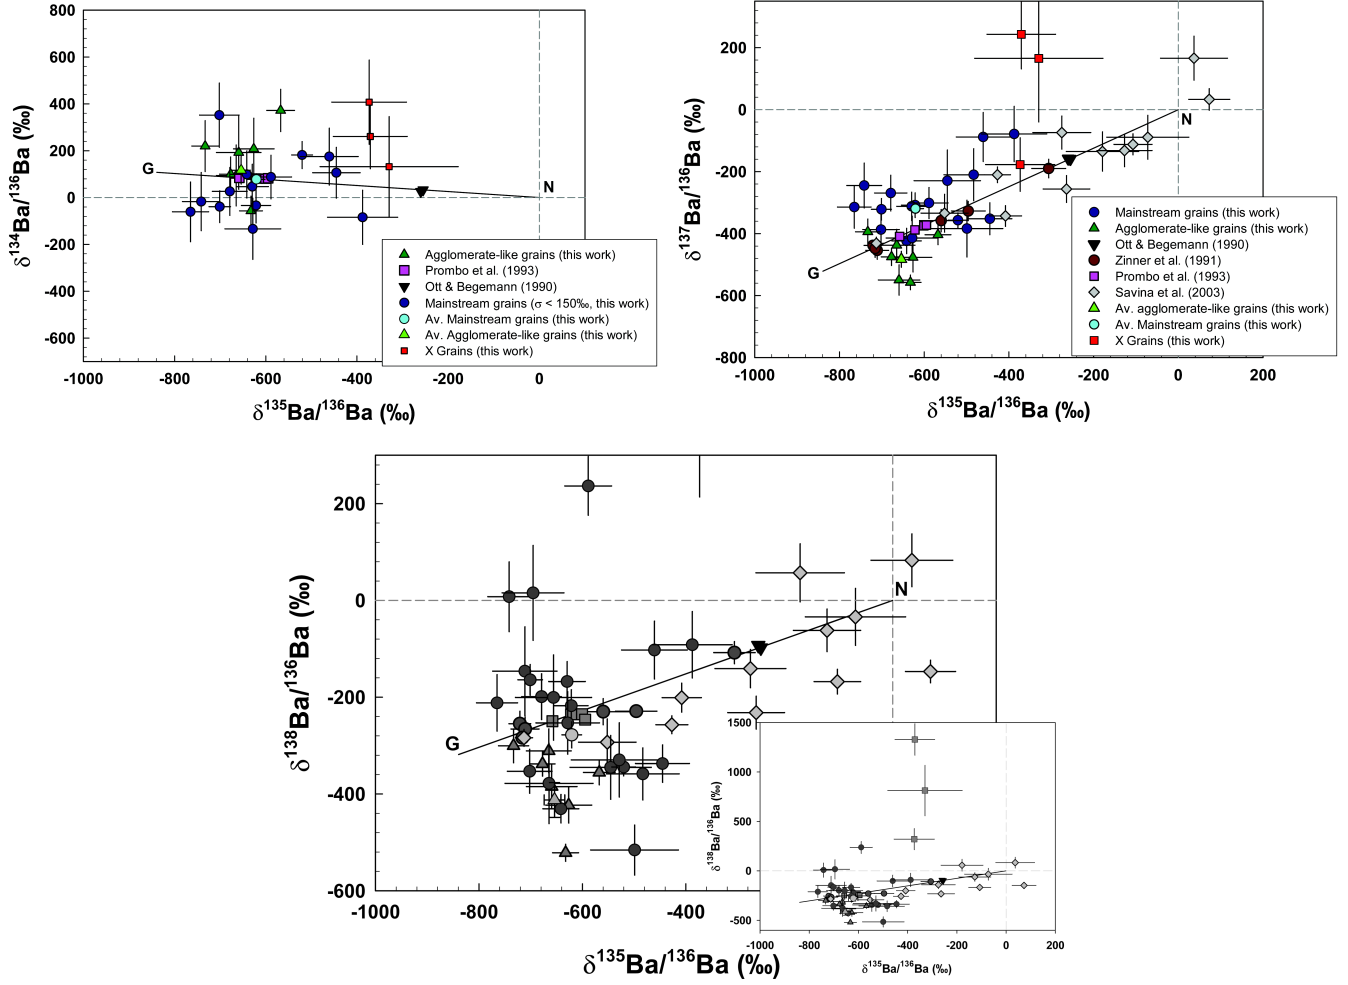 800
600
400
200
0
-200
-400
-600
δ134Ba/136Ba (‰)
G
N
Agglomerate-like grains (this work)
Prombo et al. (1993)
Ott & Begemann (1990)
Mainstream grains (σ < 150‰, this work)
Av. Mainstream grains (this work)
Av. Agglomerate-like grains (this work)
X Grains (this work)
-1000 -800 -600 -400 0
δ135Ba/136Ba (‰)
200
0
-200
-400
-600
-800
δ137Ba/136Ba (‰)
N
G
Mainstream grains (this work)
Agglomerate-like grains (this work)
Ott & Begemann (1990)
Zinner et al. (1991)
Prombo et al. (1993)
Savina et al. (2003)
Av. agglomerate-like grains (this work)
Av. Mainstream grains (this work)
X Grains (this work)
-1000 -800 -600 -400 -200 0 200
δ135Ba/136Ba (‰)
200
0
-200
-400
-600
δ138Ba/136Ba (‰)
N
G
-1000 -800 -600 -400
δ135Ba/136Ba (‰)
1500
1000
500
0
-500
δ138Ba/136Ba (‰)
-1000 -800 -600 -400 -200 0 200
δ135Ba/136Ba (‰)